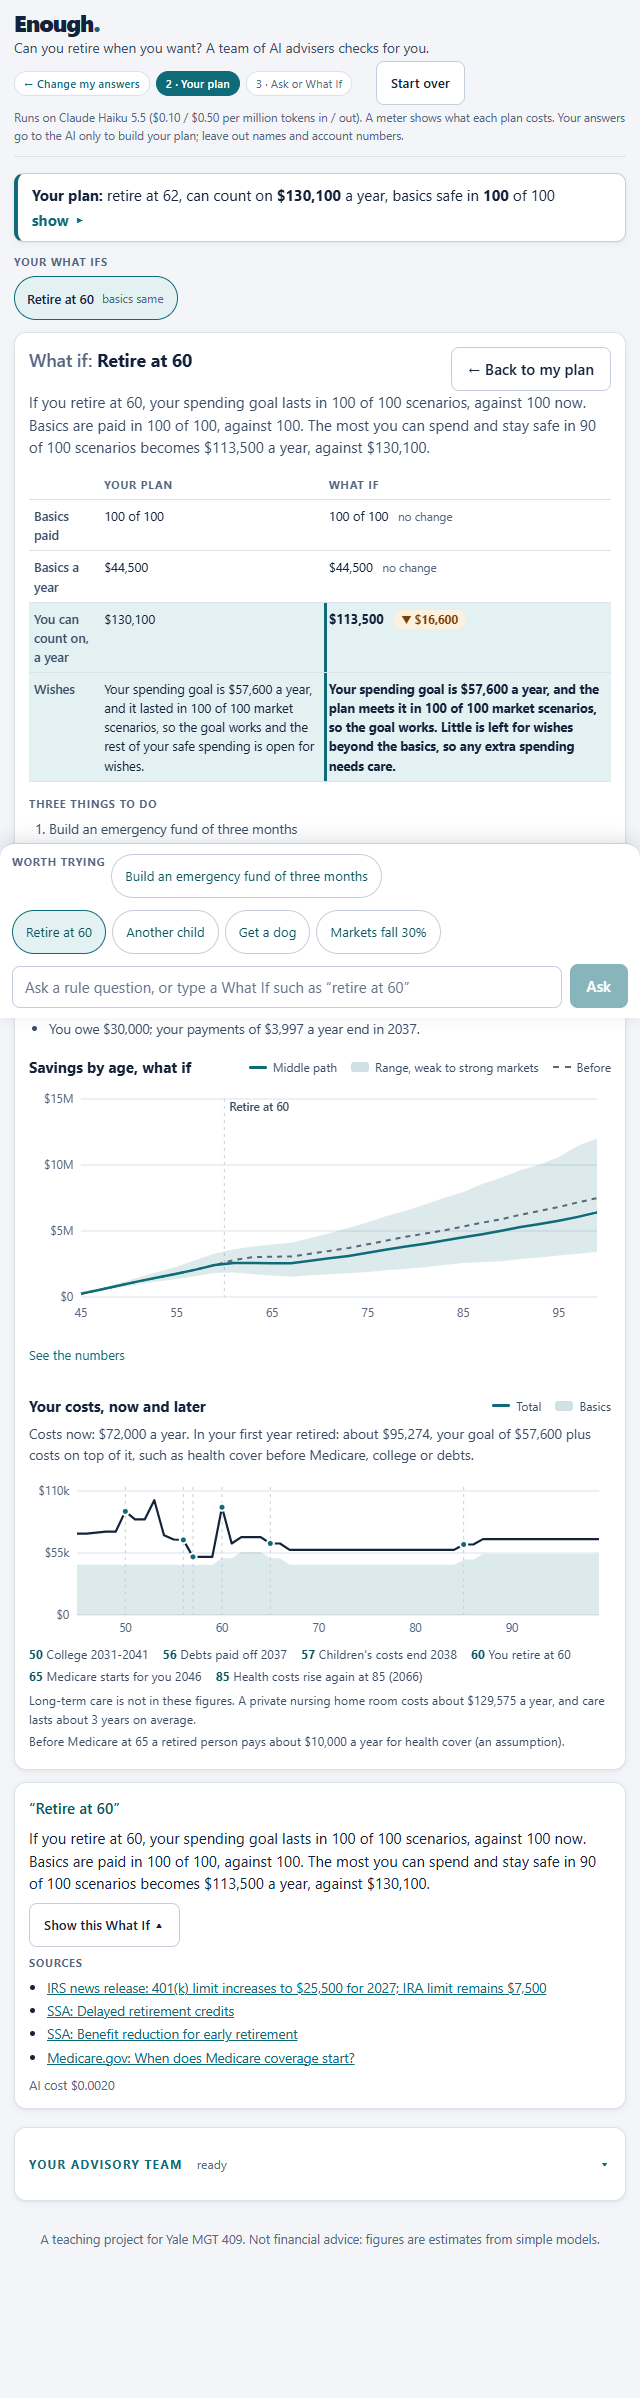 Enough.
Can you retire when you want? A team of AI advisers checks for you.
← Change my answers
2 · Your plan
3 · Ask or What If
Start over
Runs on Claude Haiku 5.5 ($0.10 / $0.50 per million tokens in / out). A meter shows what each plan costs. Your answers
go to the AI only to build your plan; leave out names and account numbers.
Your plan: retire at 62, can count on $130,100 a year, basics safe in 100 of 100
show ▸
YOUR WHAT IFS
Retire at 60 basics same
What if: Retire at 60
← Back to my plan
If you retire at 60, your spending goal lasts in 100 of 100 scenarios, against 100 now.
Basics are paid in 100 of 100, against 100. The most you can spend and stay safe in 90
of 100 scenarios becomes $113,500 a year, against $130,100.
YOUR PLAN WHAT IF
Basics
paid
100 of 100
100 of 100 no change
Basics a
year
$44,500
$44,500 no change
You can
count on,
a year
$130,100
$113,500 ▼ $16,600
Wishes
Your spending goal is $57,600 a year,
and it lasted in 100 of 100 market
scenarios, so the goal works and the
rest of your safe spending is open for
wishes.
Your spending goal is $57,600 a year, and the
plan meets it in 100 of 100 market scenarios,
so the goal works. Little is left for wishes
beyond the basics, so any extra spending
needs care.
THREE THINGS TO DO
1. Build an emergency fund of three months
WORTH TRYING
Build an emergency fund of three months
Retire at 60
Another child
Get a dog
Markets fall 30%
Ask a rule question, or type a What If such as “retire at 60”
Ask
• You owe $30,000; your payments of $3,997 a year end in 2037.
Savings by age, what if
Middle path
Range, weak to strong markets
Before
$15M
Retire at 60
$10M
$5M
$0
45 55 65 75 85 95
See the numbers
Your costs, now and later
Total
Basics
Costs now: $72,000 a year. In your first year retired: about $95,274, your goal of $57,600 plus
costs on top of it, such as health cover before Medicare, college or debts.
$110k
$55k
$0
50 60 70 80 90
50 College 2031-2041 56 Debts paid off 2037 57 Children's costs end 2038 60 You retire at 60
65 Medicare starts for you 2046 85 Health costs rise again at 85 (2066)
Long-term care is not in these figures. A private nursing home room costs about $129,575 a year, and care
lasts about 3 years on average.
Before Medicare at 65 a retired person pays about $10,000 a year for health cover (an assumption).
“Retire at 60”
If you retire at 60, your spending goal lasts in 100 of 100 scenarios, against 100 now.
Basics are paid in 100 of 100, against 100. The most you can spend and stay safe in 90
of 100 scenarios becomes $113,500 a year, against $130,100.
Show this What If ▲
SOURCES
• IRS news release: 401(k) limit increases to $25,500 for 2027; IRA limit remains $7,500
• SSA: Delayed retirement credits
• SSA: Benefit reduction for early retirement
• Medicare.gov: When does Medicare coverage start?
AI cost $0.0020
YOUR ADVISORY TEAM ready ▾
A teaching project for Yale MGT 409. Not financial advice: figures are estimates from simple models.